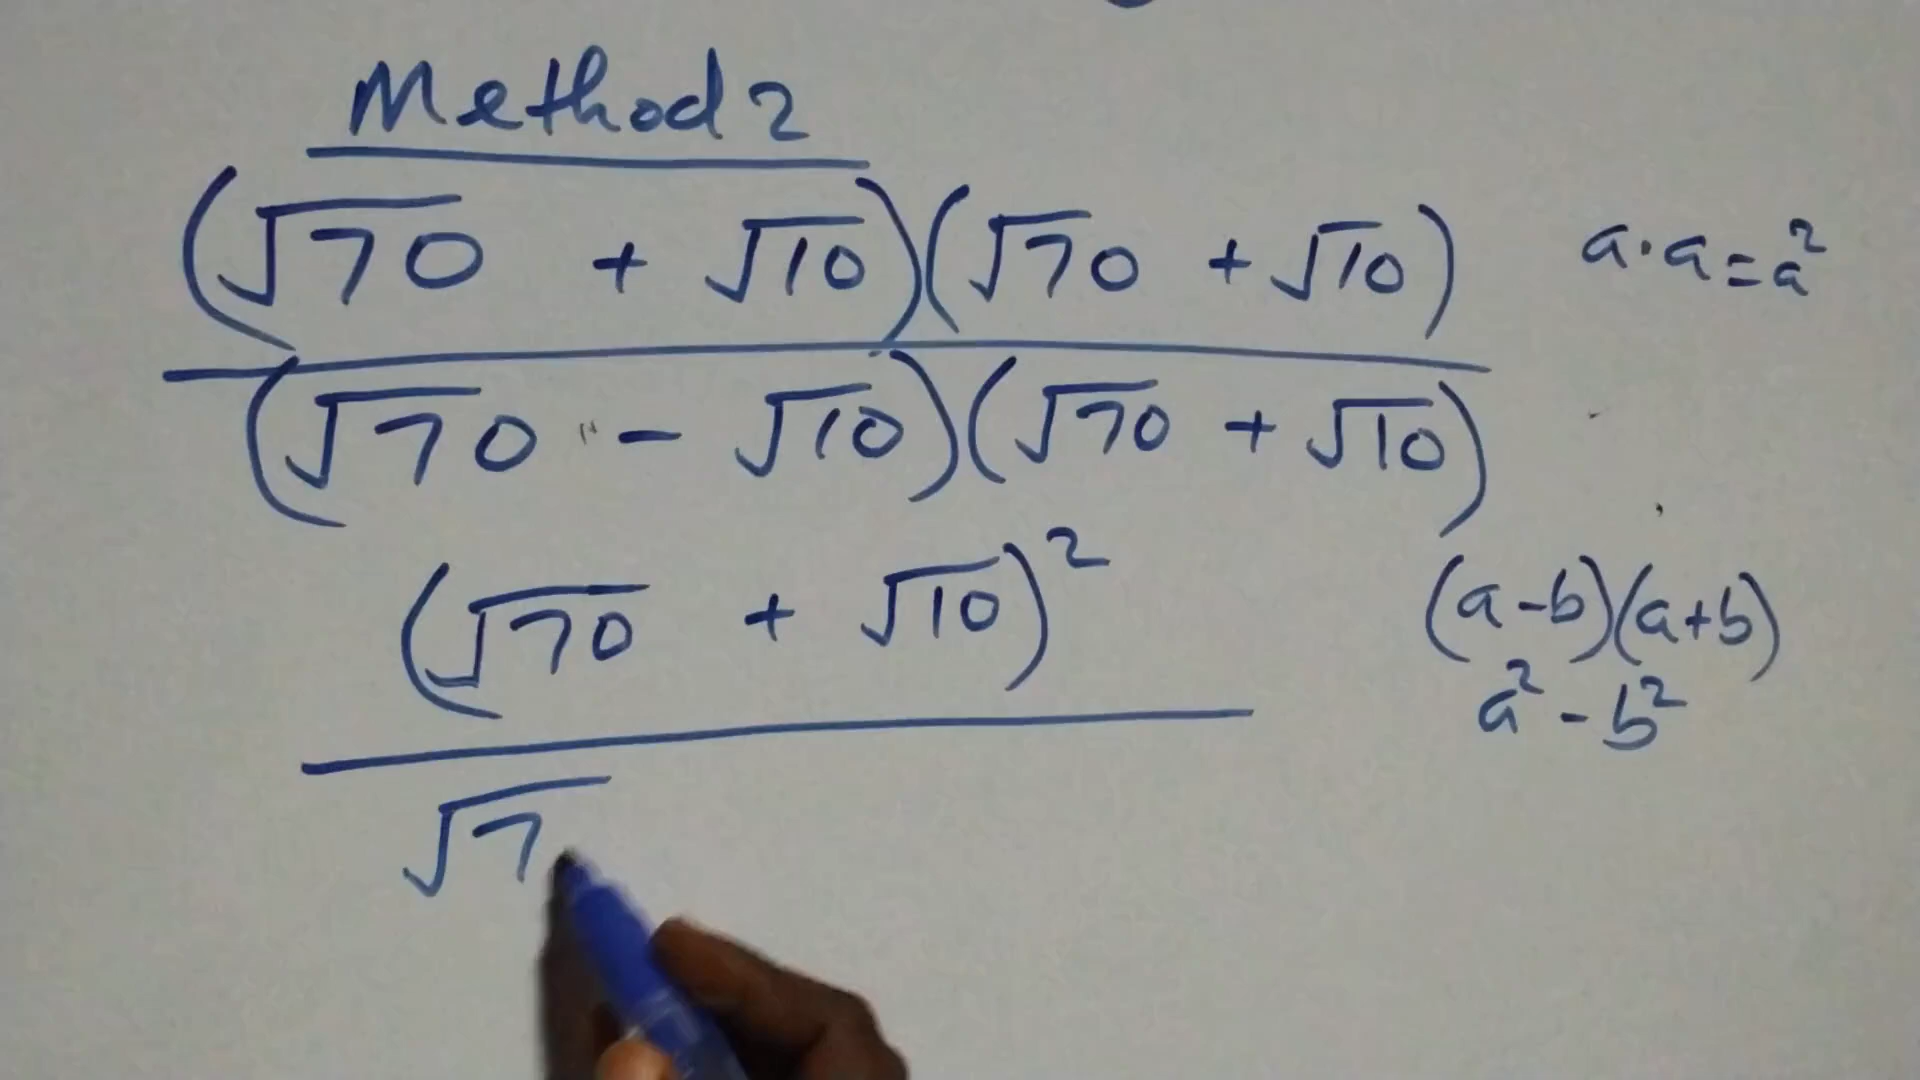 Method 2
(√70 + √10)(√70 + √10) a·a=a²
(√70 - √10)(√70 + √10)
(√70 + √10)² (a-b)(a+b)
a² - b²
√7